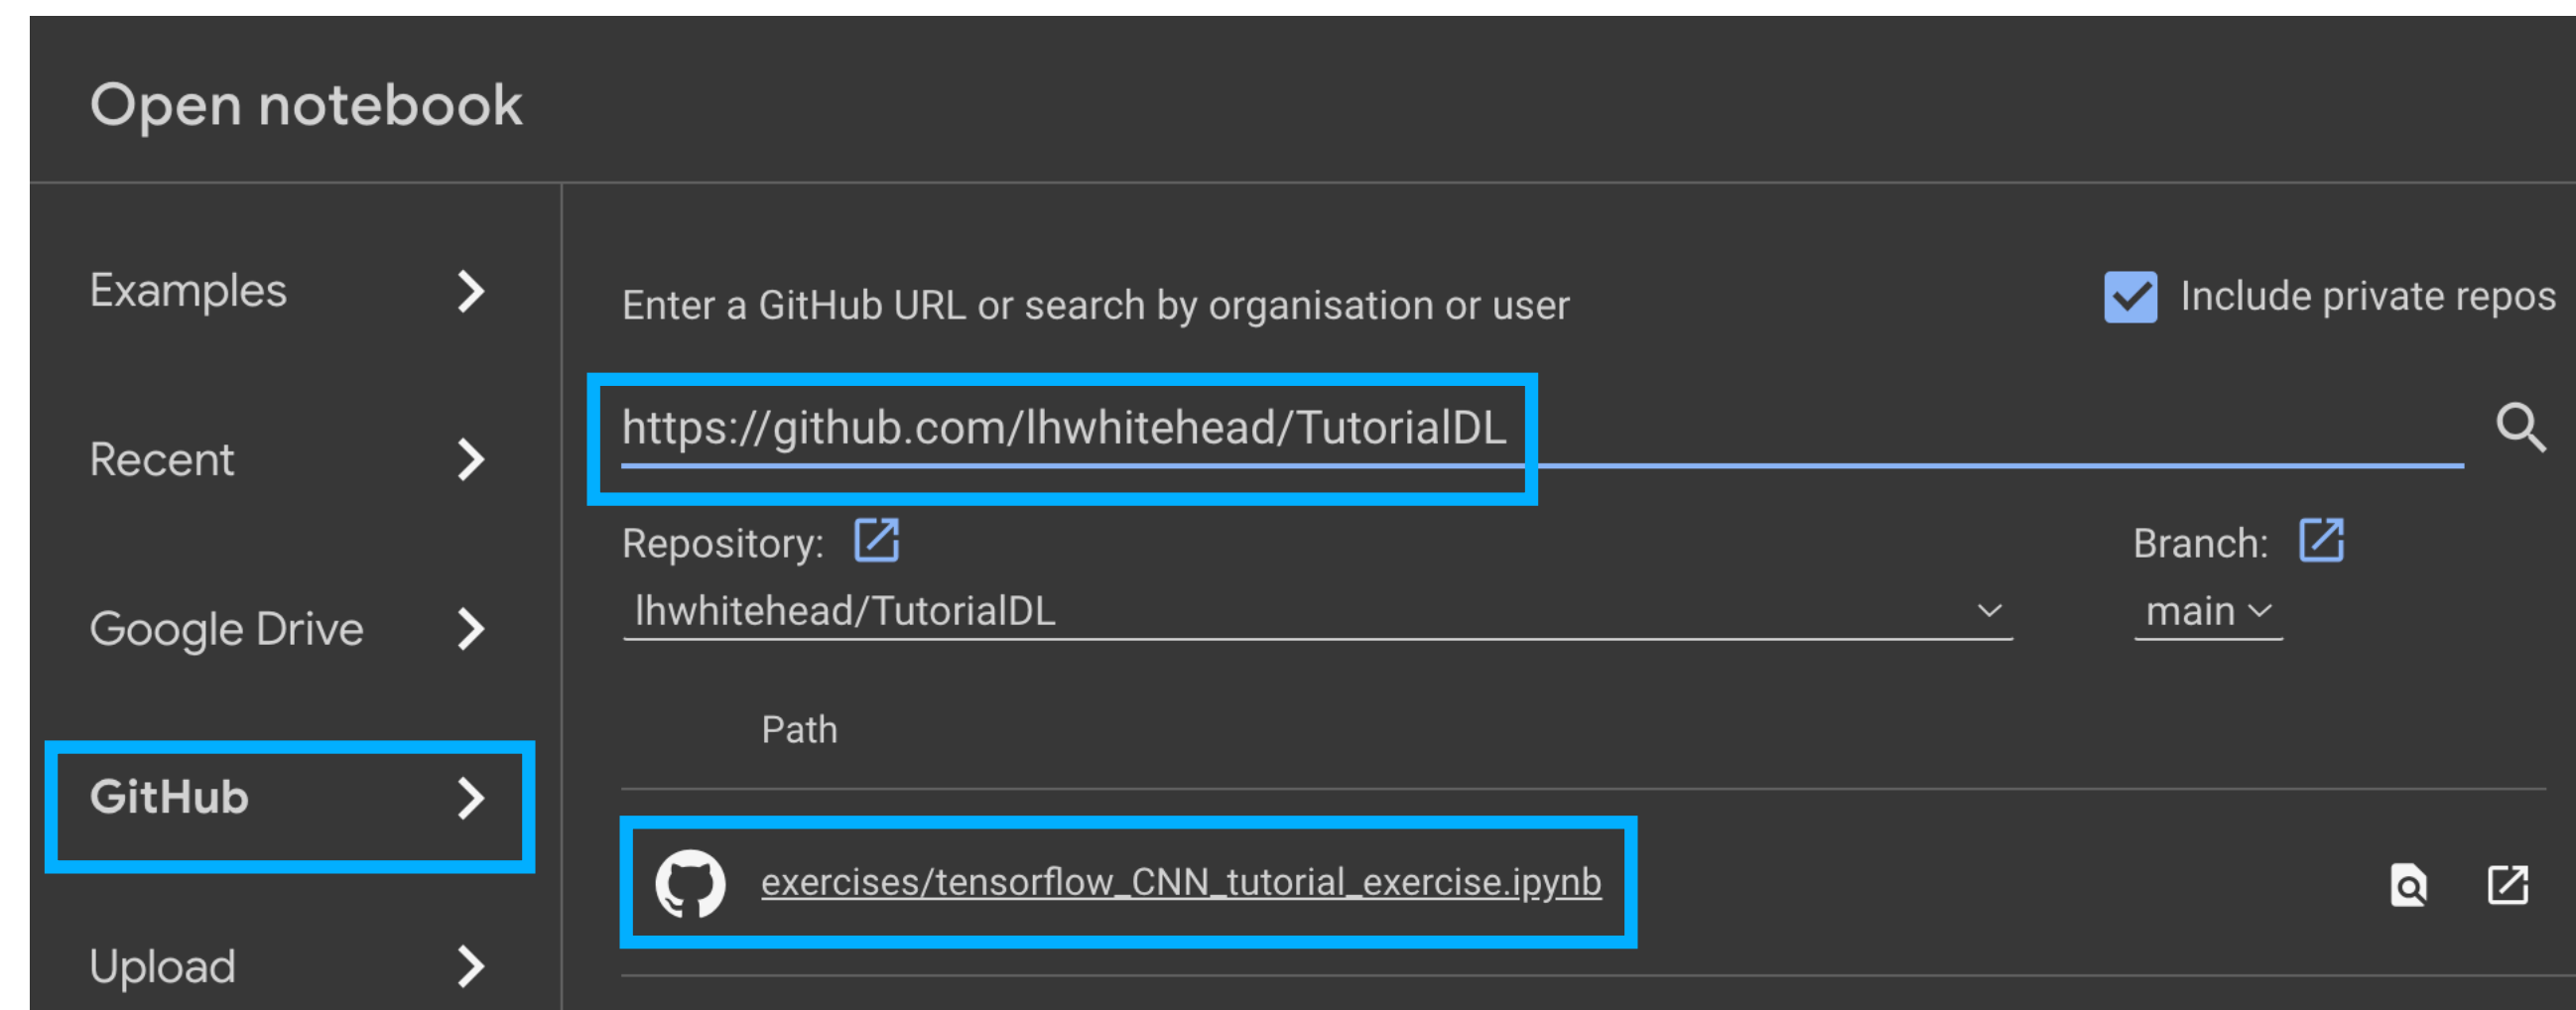 Open notebook
Examples
Recent
Google Drive
GitHub
Upload
Enter a GitHub URL or search by organisation or user
Include private repos
https://github.com/lhwhitehead/TutorialDL
Repository:
Branch:
lhwhitehead/TutorialDL
main
Path
exercises/tensorflow_CNN_tutorial_exercise.ipynb